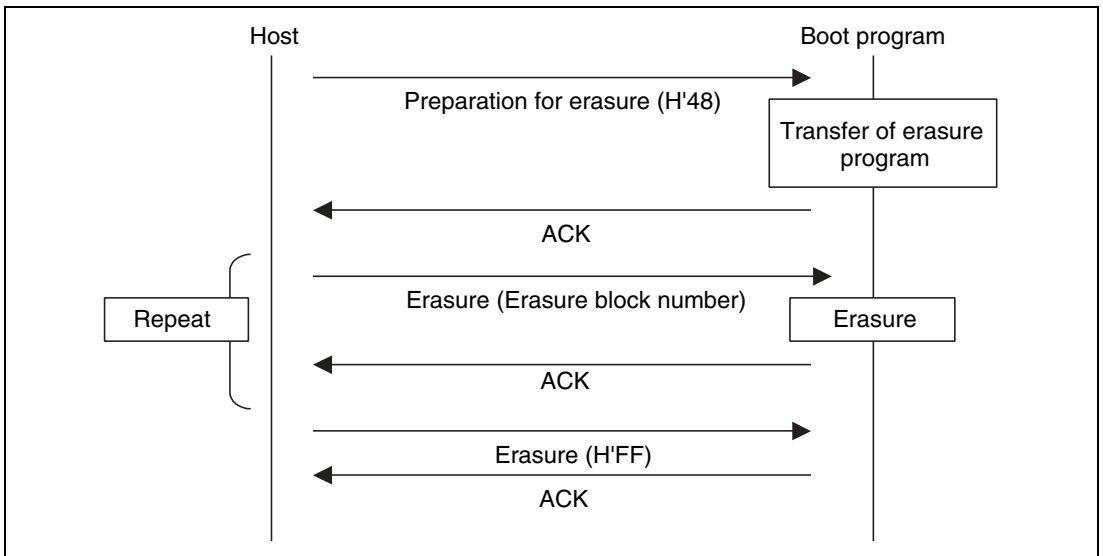 Host
Boot program
Preparation for erasure (H'48)
Transfer of erasure
program
ACK
Erasure (Erasure block number)
Repeat
Erasure
ACK
Erasure (H'FF)
ACK